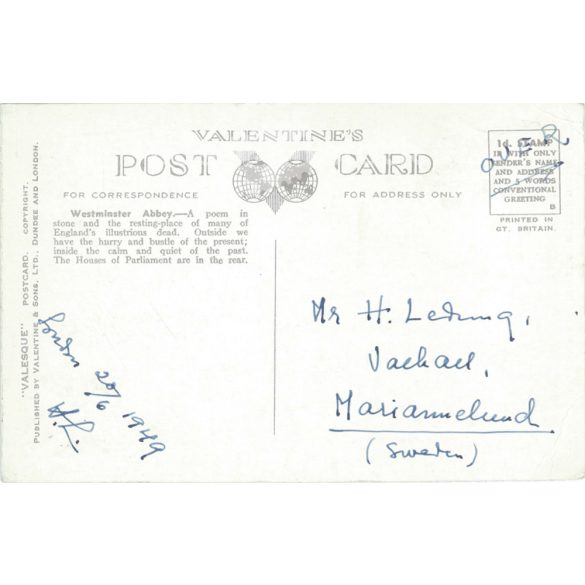 VALENTINE'S
POST CARD
FOR CORRESPONDENCE
FOR ADDRESS ONLY
1d. STAMP
IF WITH ONLY
SENDER'S NAME
AND ADDRESS
AND 5 WORDS
CONVENTIONAL
GREETING
B
OVER
PRINTED IN
GT. BRITAIN.
Westminster Abbey.—A poem in
stone and the resting-place of many of
England's illustrious dead. Outside we
have the hurry and bustle of the present;
inside the calm and quiet of the past.
The Houses of Parliament are in the rear.
"VALESQUE" POSTCARD. COPYRIGHT.
PUBLISHED BY VALENTINE & SONS, LTD., DUNDEE AND LONDON.
London 20/6 1949
Mr H. Ledung,
Mariannelund
(Sweden)